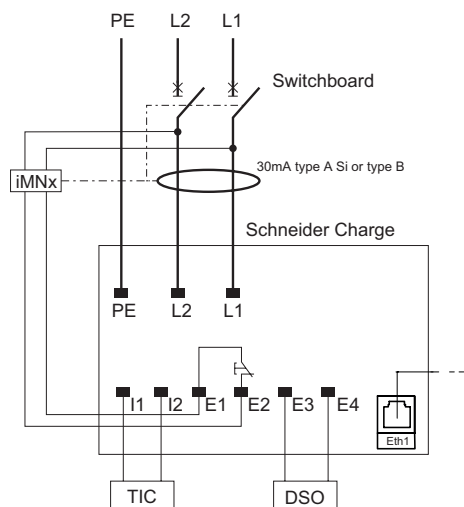 PE L2 L1
Switchboard
30mA type A Si or type B
iMNx
Schneider Charge
PE L2 L1
I1 I2 E1 E2 E3 E4
Eth1
TIC DSO